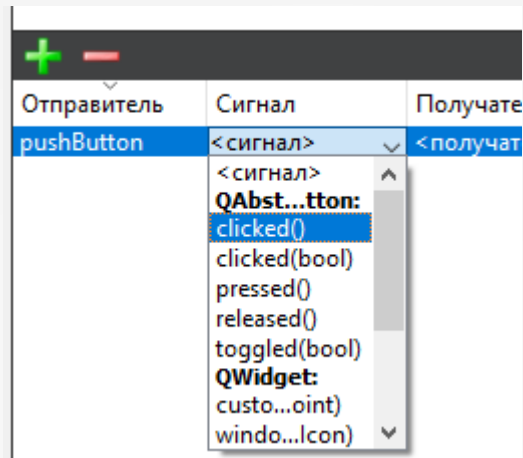 Отправитель Сигнал Получате
pushButton <сигнал> <получат
<сигнал>
QAbst...tton:
clicked()
clicked(bool)
pressed()
released()
toggled(bool)
QWidget:
custo...oint)
windo...Icon)